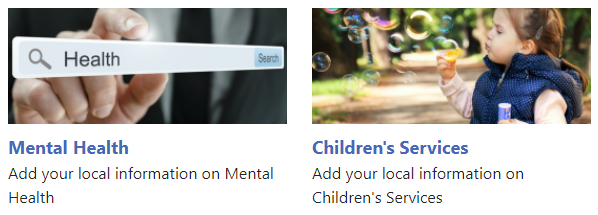 Health
Search
Mental Health
Add your local information on Mental
Health
Children's Services
Add your local information on
Children's Services